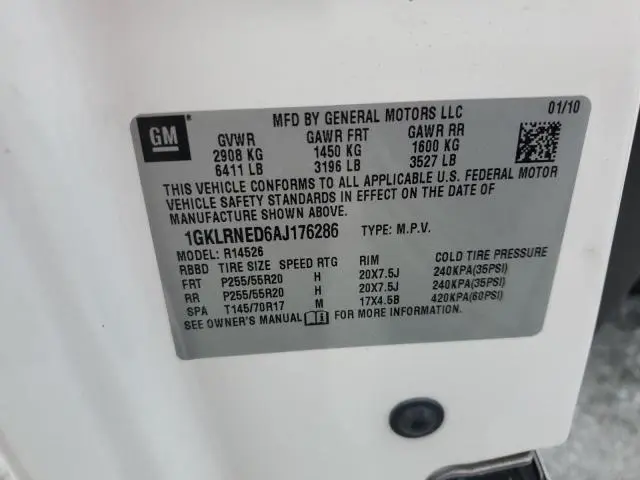 MFD BY GENERAL MOTORS LLC 01/10
GM
GVWR GAWR FRT GAWR RR
2908 KG 1450 KG 1600 KG
6411 LB 3196 LB 3527 LB
THIS VEHICLE CONFORMS TO ALL APPLICABLE U.S. FEDERAL MOTOR
VEHICLE SAFETY STANDARDS IN EFFECT ON THE DATE OF
MANUFACTURE SHOWN ABOVE.
1GKLRNED6AJ176286 TYPE: M.P.V.
MODEL: R14526
RBBD TIRE SIZE SPEED RTG RIM COLD TIRE PRESSURE
FRT P255/55R20 H 20X7.5J 240KPA(35PSI)
RR P255/55R20 H 20X7.5J 240KPA(35PSI)
SPA T145/70R17 M 17X4.5B 420KPA(60PSI)
SEE OWNER'S MANUAL FOR MORE INFORMATION.